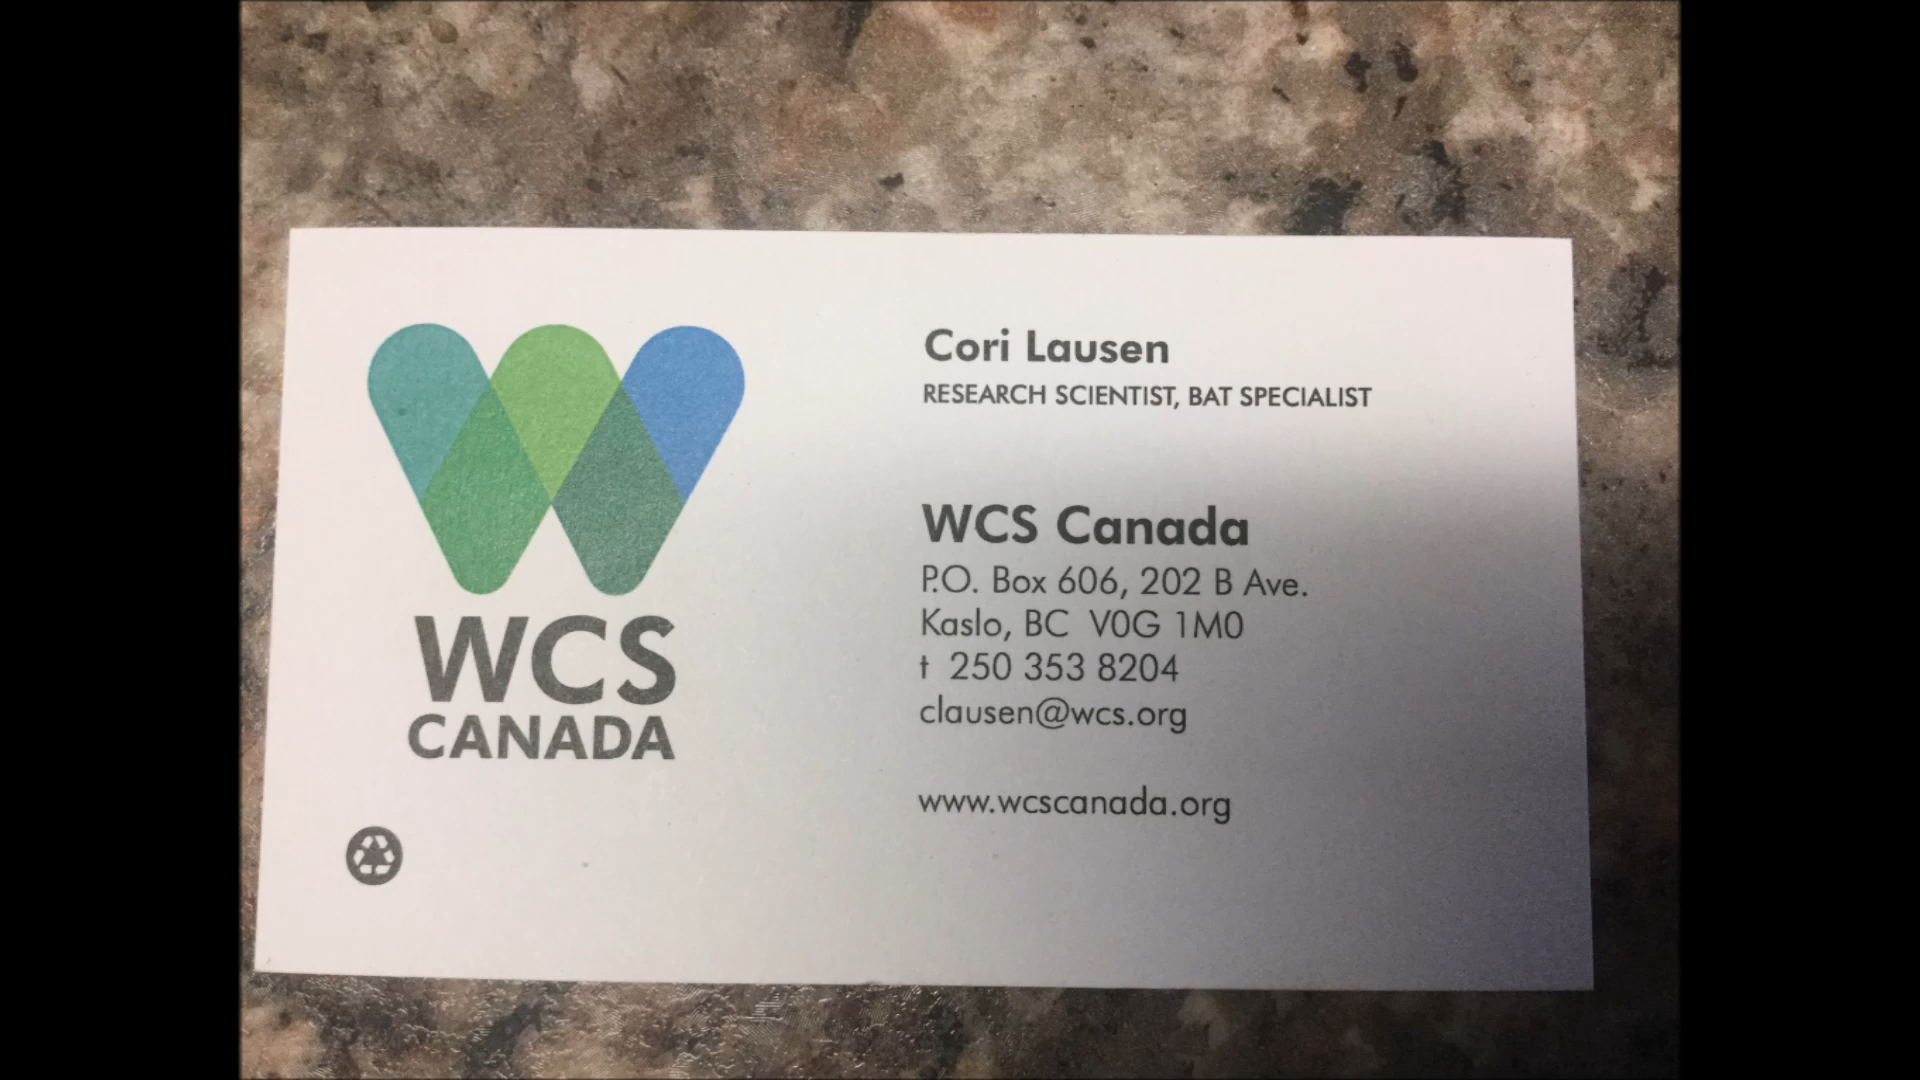 WCS
CANADA
Cori Lausen
RESEARCH SCIENTIST, BAT SPECIALIST
WCS Canada
P.O. Box 606, 202 B Ave.
Kaslo, BC  V0G 1M0
t  250 353 8204
clausen@wcs.org
www.wcscanada.org